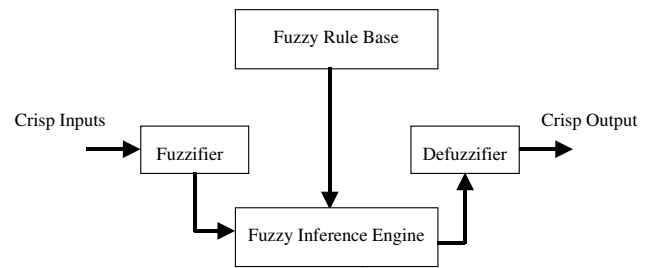 Fuzzy Rule Base
Crisp Inputs
Crisp Output
Fuzzifier
Defuzzifier
Fuzzy Inference Engine